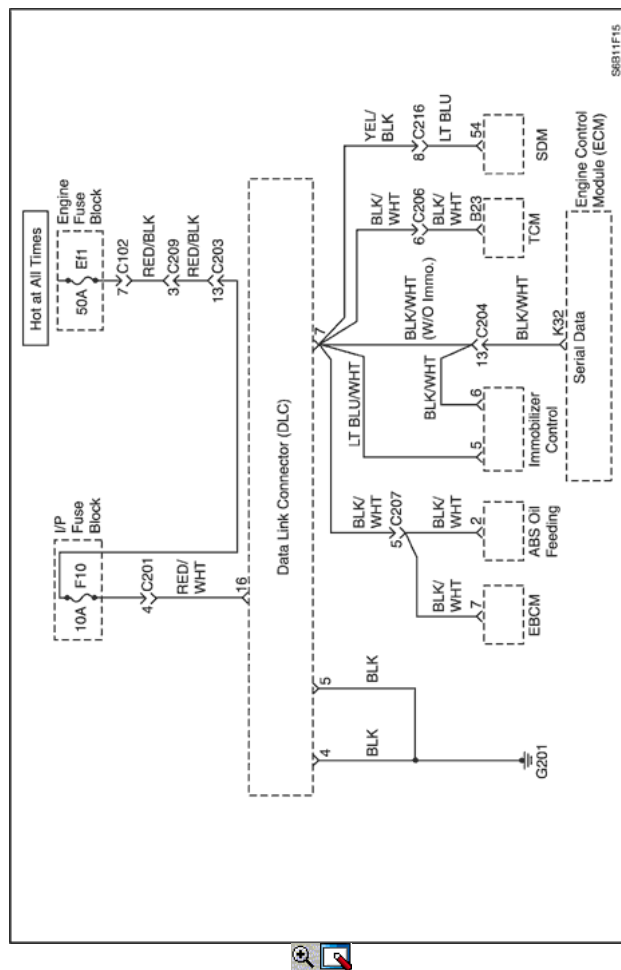 Hot at All Times
I/P
Fuse
Block
10A
F10
Engine
Fuse
Block
50A
Ef1
7
C102
RED/BLK
3
C209
RED/BLK
13
C203
4
C201
RED/
WHT
16
Data Link Connector (DLC)
4
5
7
BLK
BLK
G201
BLK/
WHT
5
C207
BLK/
WHT
BLK/
WHT
7
2
EBCM
ABS Oil
Feeding
LT BLU/WHT
BLK/WHT
5
6
Immobilizer
Control
BLK/WHT
(W/O Immo.)
13
C204
BLK/WHT
K32
Serial Data
Engine Control
Module (ECM)
BLK/
WHT
6
C206
BLK/
WHT
B23
TCM
YEL/
BLK
8
C216
LT BLU
54
SDM
S6B11F15